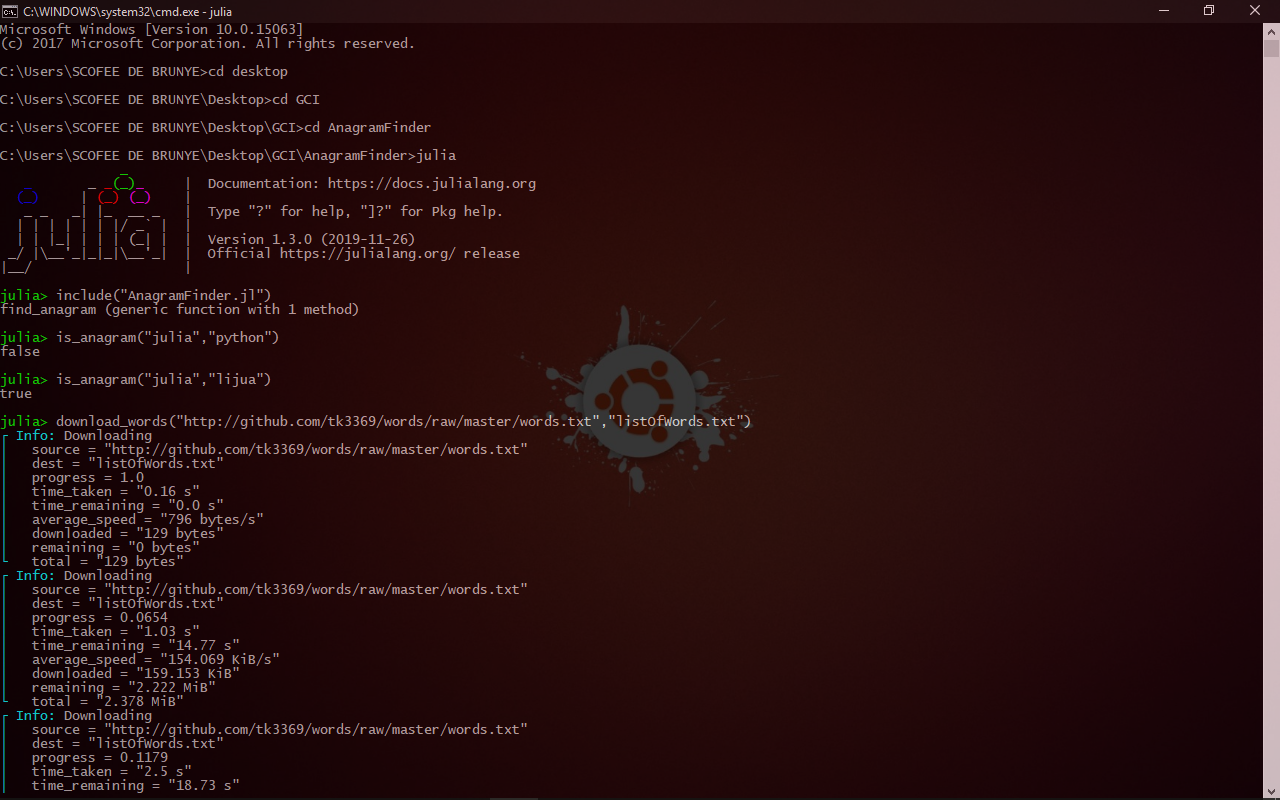 C:\WINDOWS\system32\cmd.exe - julia
Microsoft Windows [Version 10.0.15063]
(c) 2017 Microsoft Corporation. All rights reserved.
C:\Users\SCOFEE DE BRUNYE>cd desktop
C:\Users\SCOFEE DE BRUNYE\Desktop>cd GCI
C:\Users\SCOFEE DE BRUNYE\Desktop\GCI>cd AnagramFinder
C:\Users\SCOFEE DE BRUNYE\Desktop\GCI\AnagramFinder>julia
               _
   _       _ _(_)_     |  Documentation: https://docs.julialang.org
  (_)     | (_) (_)    |
   _ _   _| |_  __ _   |  Type "?" for help, "]?" for Pkg help.
  | | | | | | |/ _` |  |
  | | |_| | | | (_| |  |  Version 1.3.0 (2019-11-26)
 _/ |\__'_|_|_|\__'_|  |  Official https://julialang.org/ release
|__/                   |
julia> include("AnagramFinder.jl")
find_anagram (generic function with 1 method)
julia> is_anagram("julia","python")
false
julia> is_anagram("julia","lijua")
true
julia> download_words("http://github.com/tk3369/words/raw/master/words.txt","listOfWords.txt")
┌ Info: Downloading
│   source = "http://github.com/tk3369/words/raw/master/words.txt"
│   dest = "listOfWords.txt"
│   progress = 1.0
│   time_taken = "0.16 s"
│   time_remaining = "0.0 s"
│   average_speed = "796 bytes/s"
│   downloaded = "129 bytes"
│   remaining = "0 bytes"
└   total = "129 bytes"
┌ Info: Downloading
│   source = "http://github.com/tk3369/words/raw/master/words.txt"
│   dest = "listOfWords.txt"
│   progress = 0.0654
│   time_taken = "1.03 s"
│   time_remaining = "14.77 s"
│   average_speed = "154.069 KiB/s"
│   downloaded = "159.153 KiB"
│   remaining = "2.222 MiB"
└   total = "2.378 MiB"
┌ Info: Downloading
│   source = "http://github.com/tk3369/words/raw/master/words.txt"
│   dest = "listOfWords.txt"
│   progress = 0.1179
│   time_taken = "2.5 s"
│   time_remaining = "18.73 s"